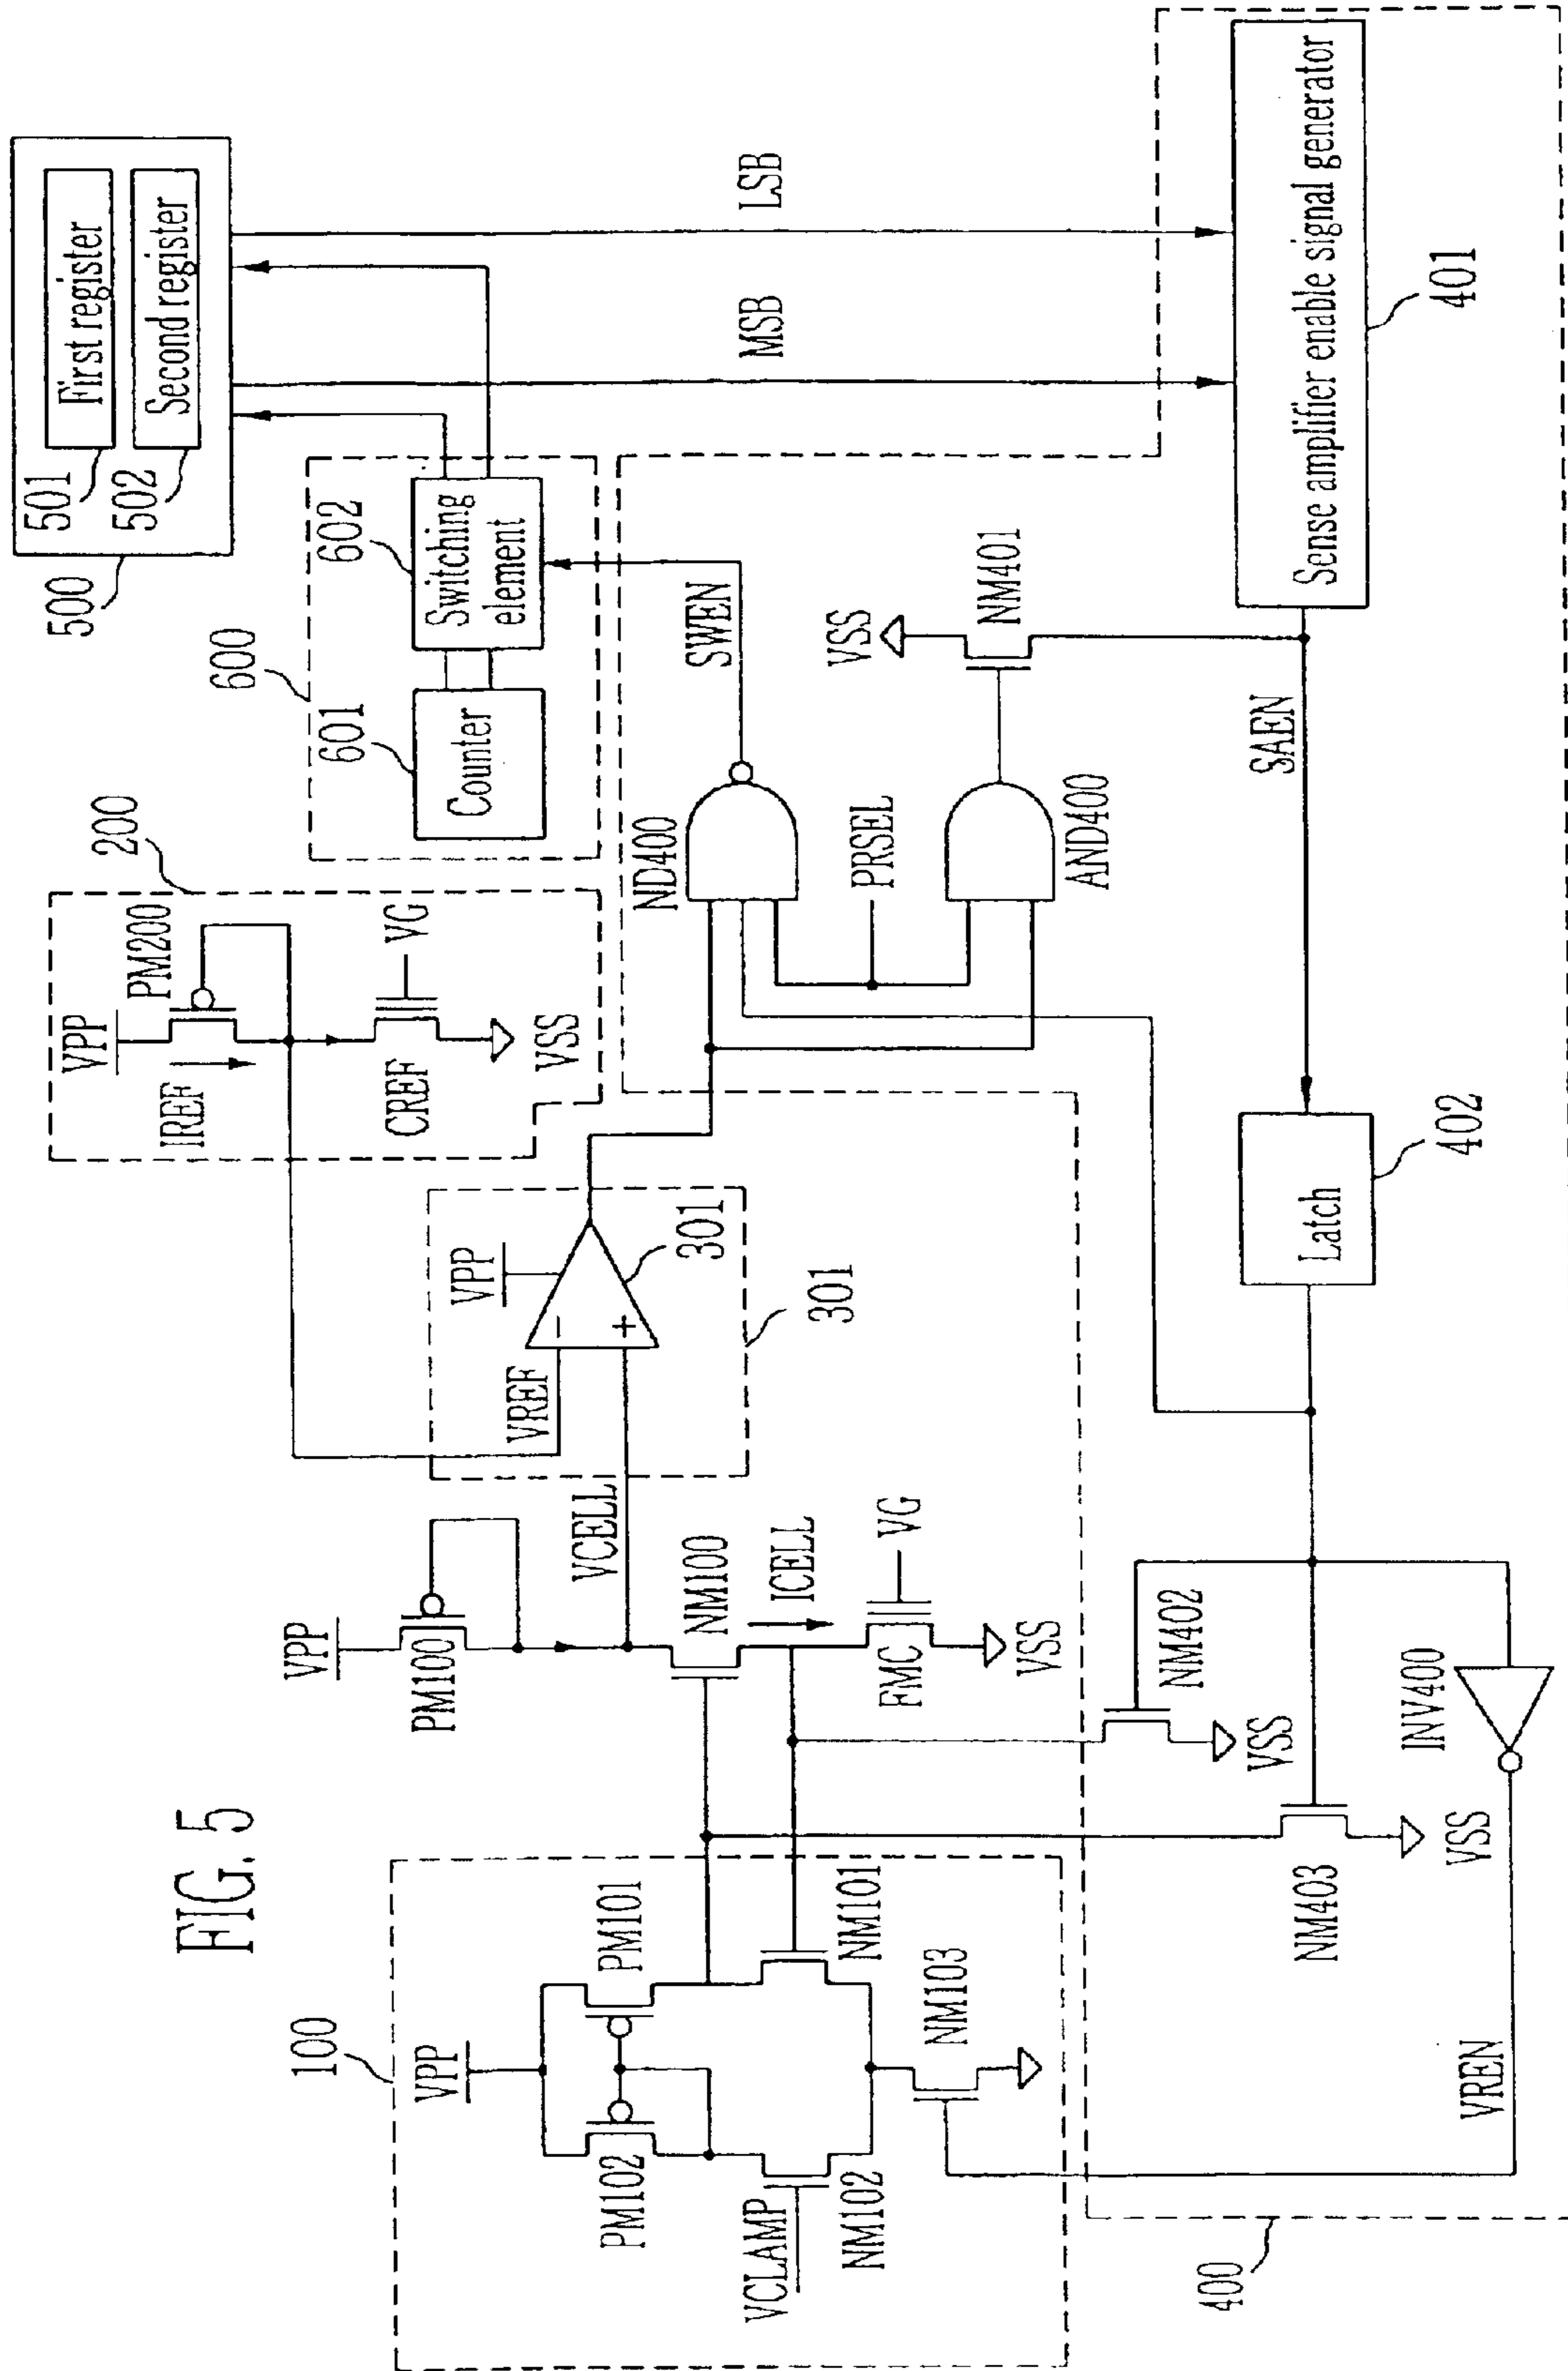 FIG. 5
100
VPP
PM102
PM101
VCLAMP
NM102
NM101
NM103
VPP
PM100
VCELL
NM100
ICELL
FMC
VG
VSS
VPP
VREF
-
+
301
301
200
VPP
PM200
IREF
CREF
VG
VSS
600
601
Counter
602
Switching
element
500
501
First register
502
Second register
ND400
SWEN
PRSEL
AND400
VSS
NM401
MSB
LSB
400
NM402
VSS
NM403
VSS
INV400
VREN
Latch
402
SAEN
Sense amplifier enable signal generator
401